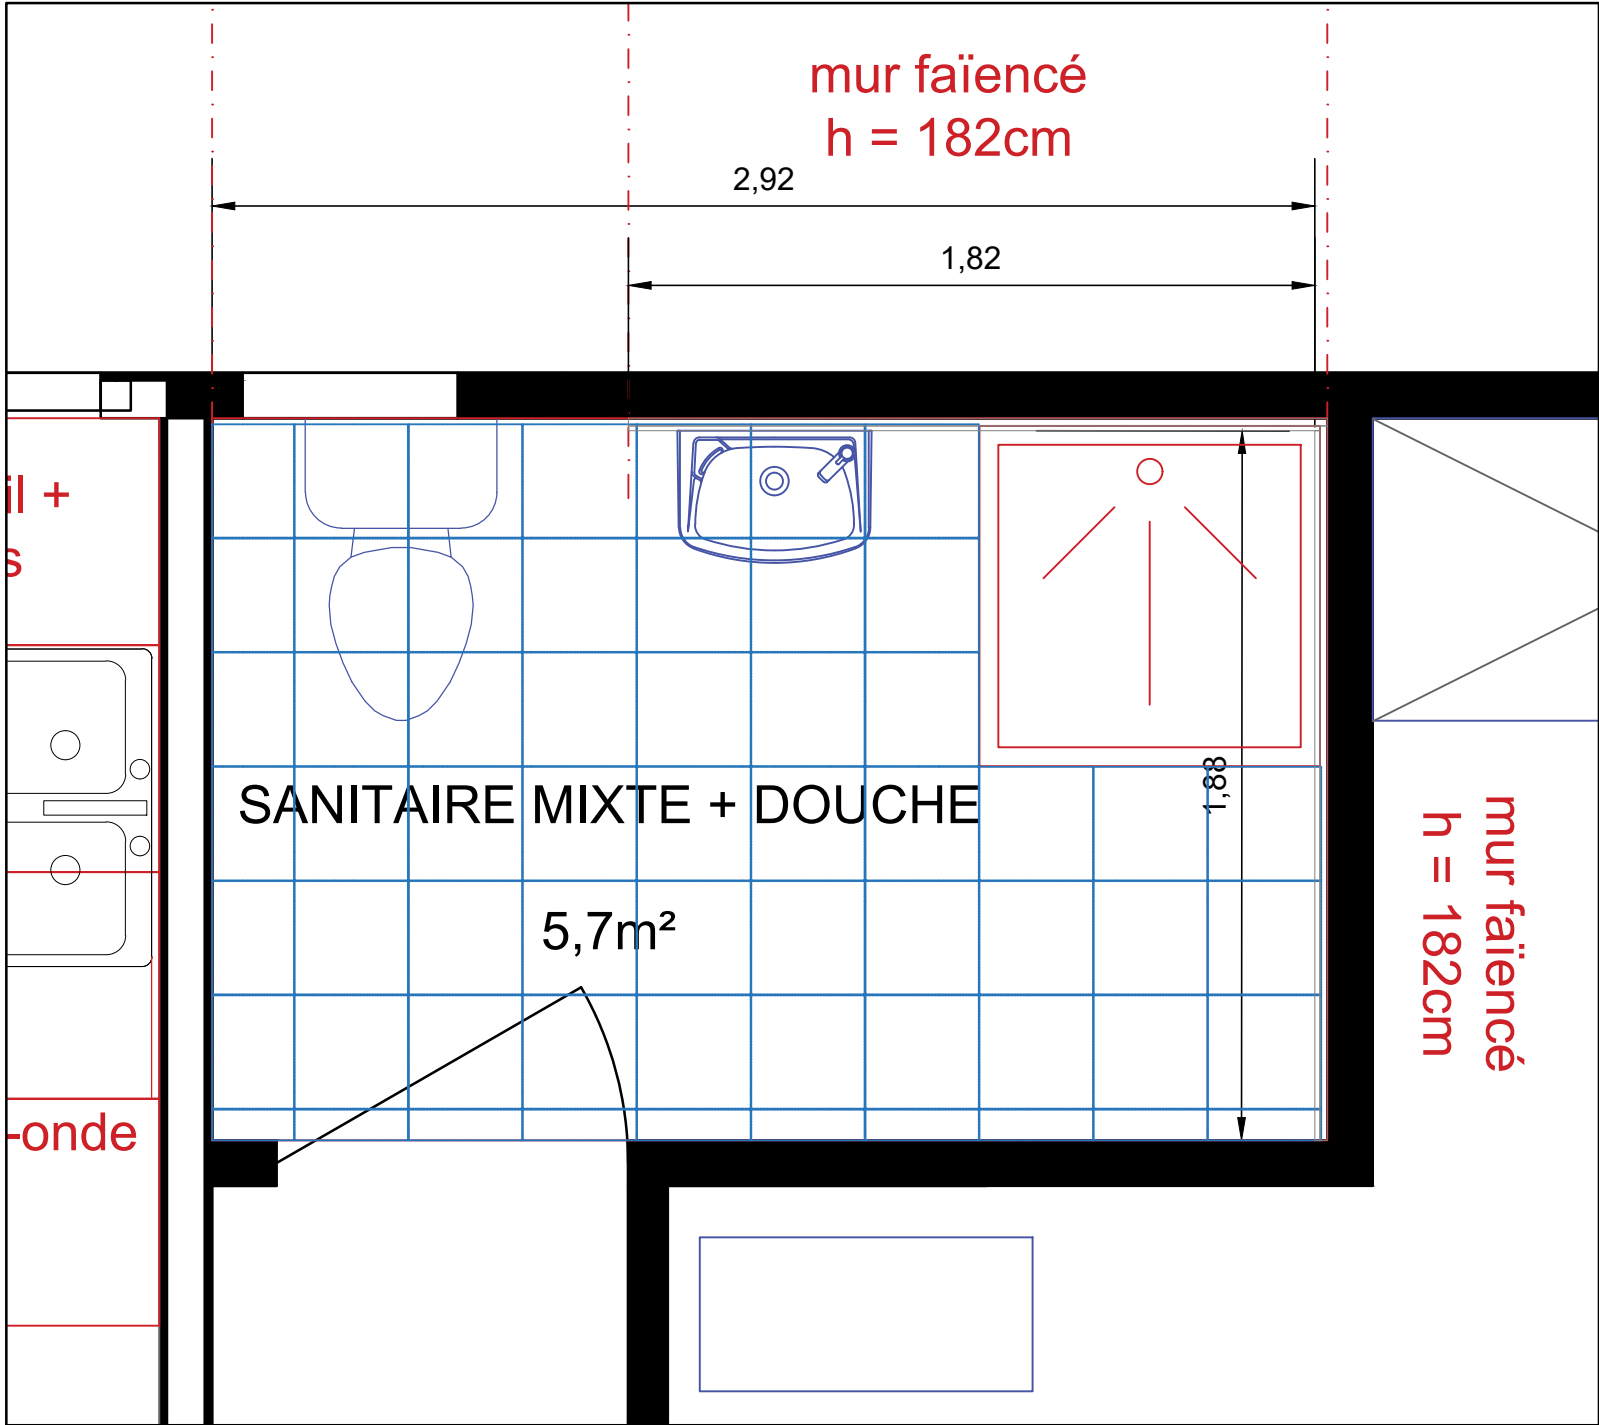 mur faïencé
h = 182cm
2,92
1,82
il +
s
SANITAIRE MIXTE + DOUCHE
1,88
5,7m²
mur faïencé
h = 182cm
-onde